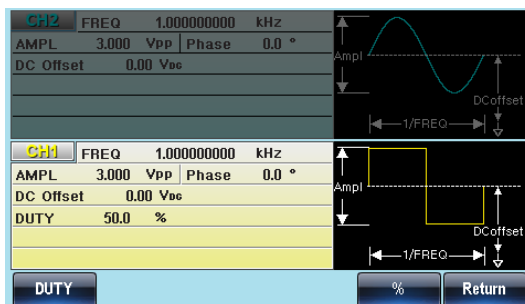 CH2 FREQ 1.000000000 kHz
AMPL 3.000 Vpp Phase 0.0 °
DC Offset 0.00 VDC
Ampl
DCoffset
1/FREQ
CH1 FREQ 1.000000000 kHz
AMPL 3.000 Vpp Phase 0.0 °
DC Offset 0.00 VDC
DUTY 50.0 %
Ampl
DCoffset
1/FREQ
DUTY % Return